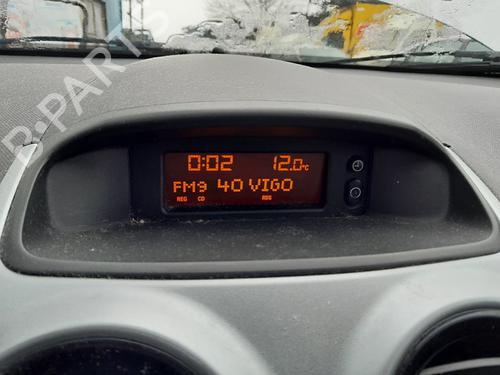 B-PARTS
0:02 12.0°C
FM9 40 VIGO
REG CD RDS